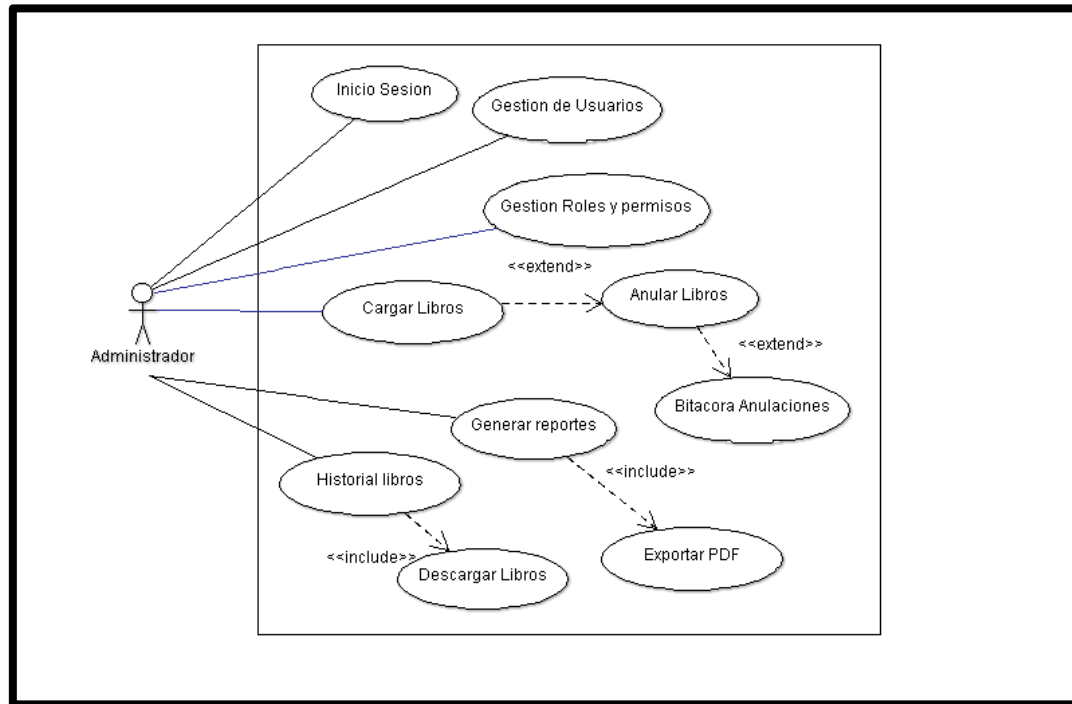 Inicio Sesion
Gestion de Usuarios
Gestion Roles y permisos
<<extend>>
Cargar Libros
Anular Libros
<<extend>>
Administrador
Bitacora Anulaciones
Generar reportes
<<include>>
Historial libros
<<include>>
Descargar Libros
Exportar PDF